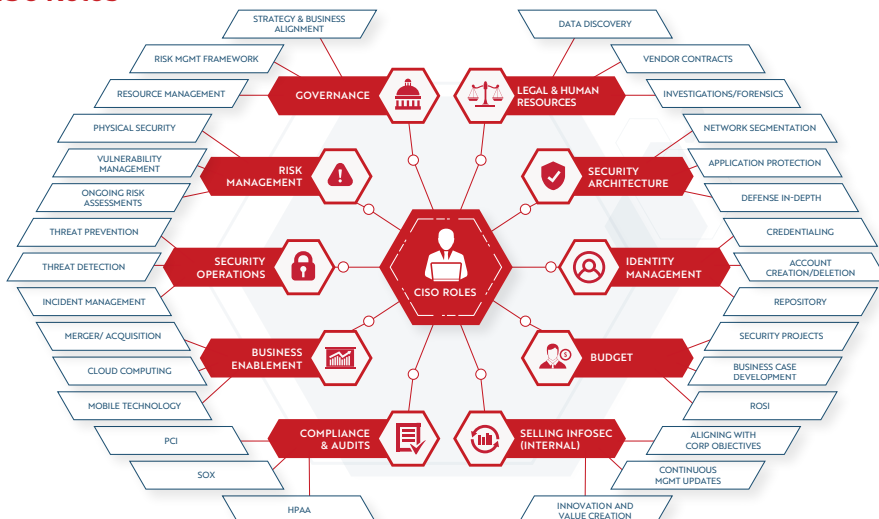 STRATEGY & BUSINESS
ALIGNMENT
RISK MGMT FRAMEWORK
RESOURCE MANAGEMENT
GOVERNANCE
PHYSICAL SECURITY
VULNERABILITY
MANAGEMENT
ONGOING RISK
ASSESSMENTS
RISK
MANAGEMENT
THREAT PREVENTION
THREAT DETECTION
INCIDENT MANAGEMENT
SECURITY
OPERATIONS
MERGER/ ACQUISITION
CLOUD COMPUTING
MOBILE TECHNOLOGY
BUSINESS
ENABLEMENT
PCI
SOX
HPAA
COMPLIANCE
& AUDITS
CISO ROLES
DATA DISCOVERY
VENDOR CONTRACTS
INVESTIGATIONS/FORENSICS
LEGAL & HUMAN
RESOURCES
NETWORK SEGMENTATION
APPLICATION PROTECTION
DEFENSE IN-DEPTH
SECURITY
ARCHITECTURE
CREDENTIALING
ACCOUNT
CREATION/DELETION
REPOSITORY
IDENTITY
MANAGEMENT
SECURITY PROJECTS
BUSINESS CASE
DEVELOPMENT
ROSI
BUDGET
$
ALIGNING WITH
CORP OBJECTIVES
CONTINUOUS
MGMT UPDATES
INNOVATION AND
VALUE CREATION
SELLING INFOSEC
(INTERNAL)